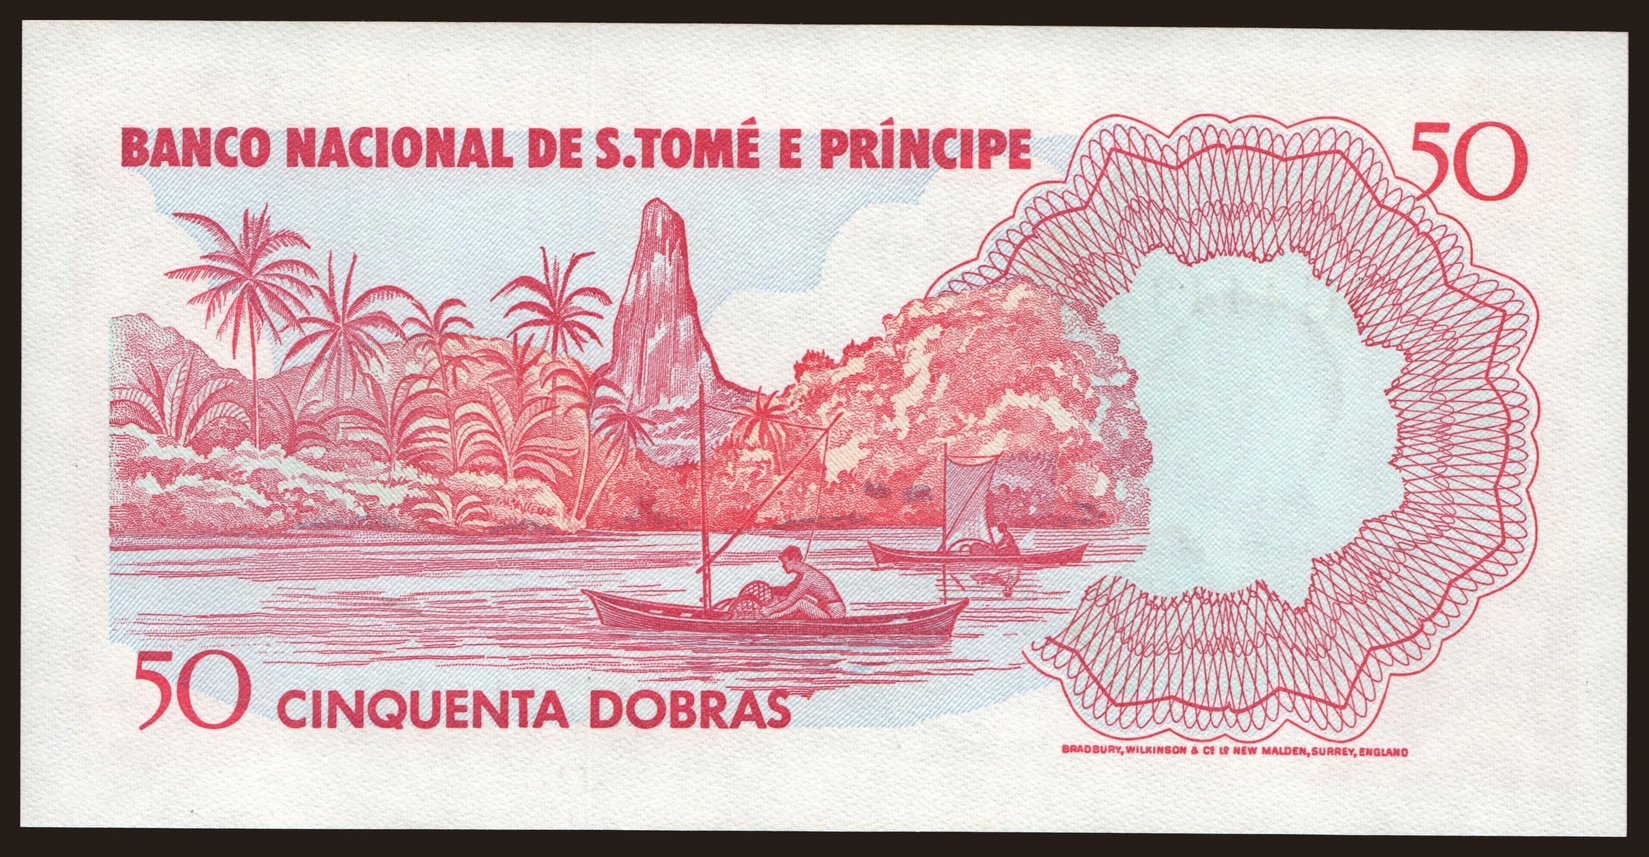 BANCO NACIONAL DE S.TOMÉ E PRÍNCIPE
50
50 CINQUENTA DOBRAS
BRADBURY, WILKINSON & Cº Lº NEW MALDEN, SURREY, ENGLAND